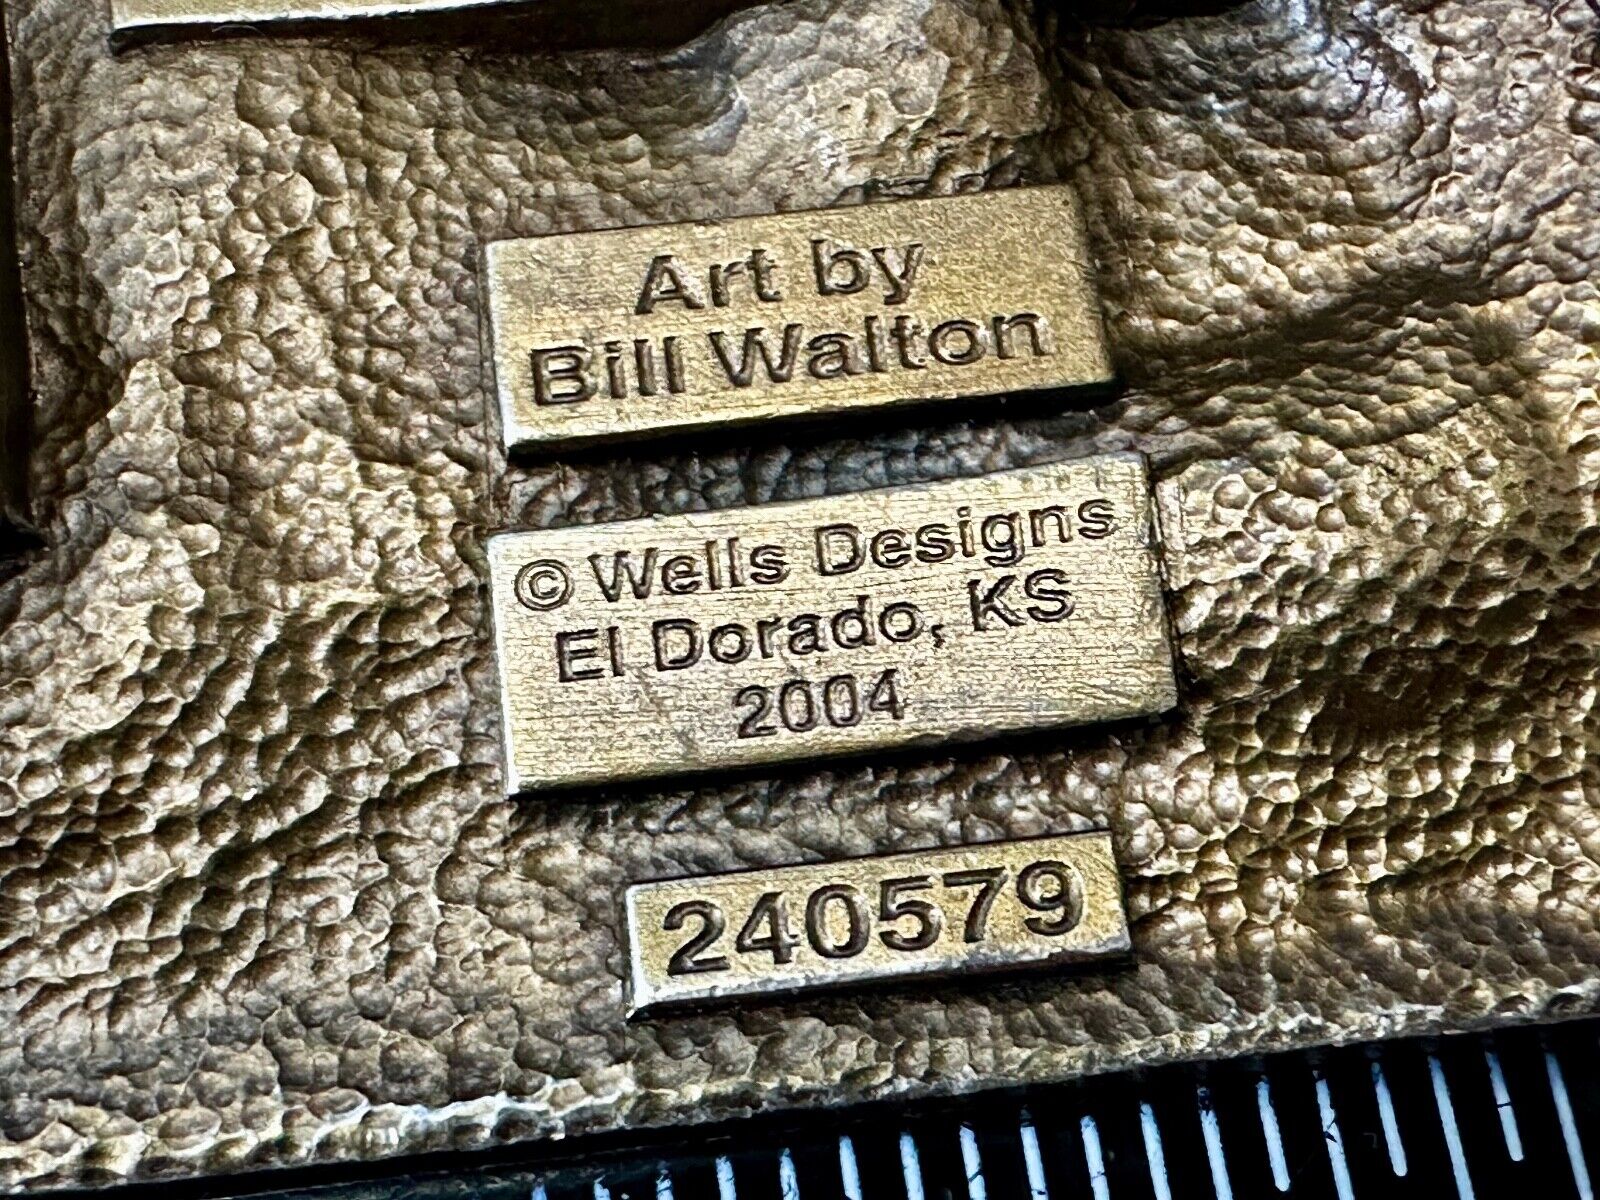 Art by
Bill Walton
© Wells Designs
El Dorado, KS
2004
240579